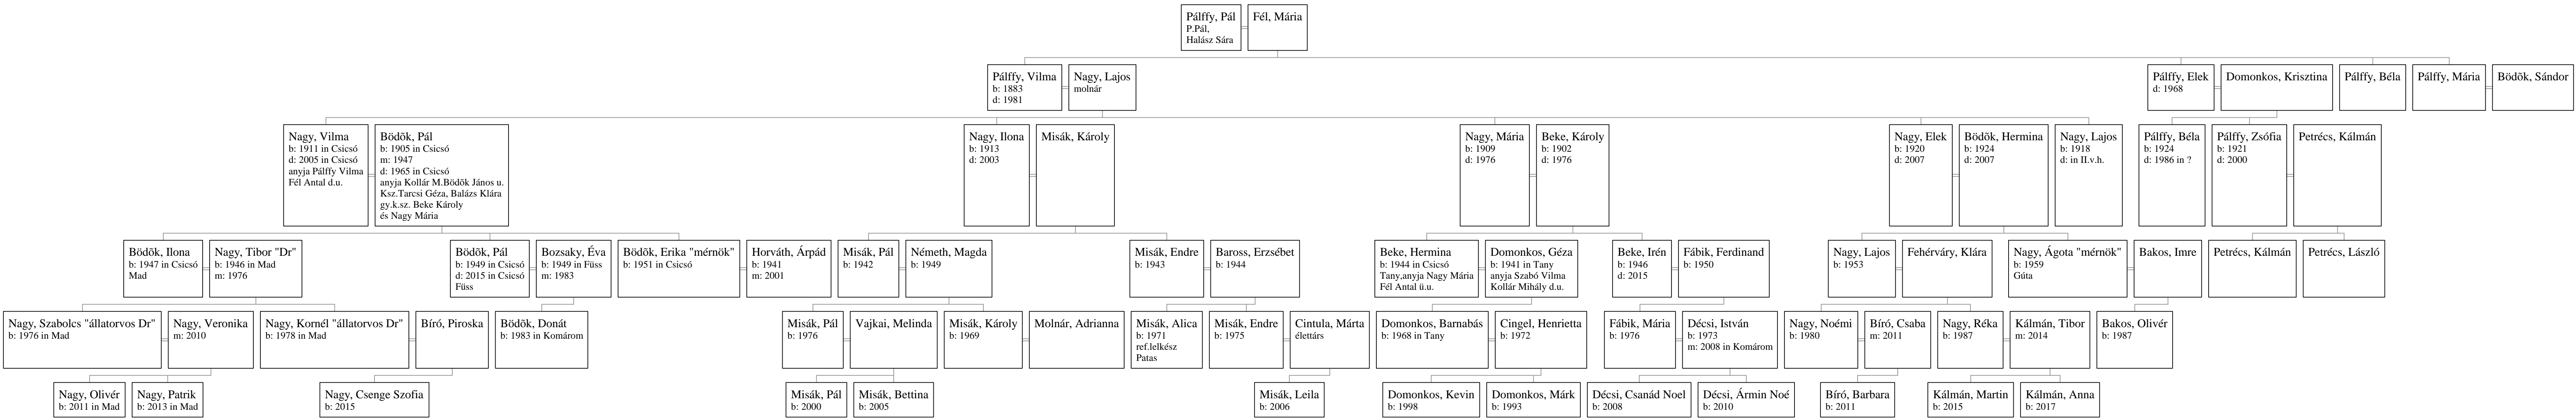 Pálffy, Pál
P.Pál,
Halász Sára
Fél, Mária
Pálffy, Vilma
b: 1883
d: 1981
Nagy, Lajos
molnár
Pálffy, Elek
d: 1968
Domonkos, Krisztina
Pálffy, Béla
Pálffy, Mária
Bödõk, Sándor
Nagy, Vilma
b: 1911 in Csicsó
d: 2005 in Csicsó
anyja Pálffy Vilma
Fél Antal d.u.
Bödõk, Pál
b: 1905 in Csicsó
m: 1947
d: 1965 in Csicsó
anyja Kollár M.Bödõk János u.
Ksz.Tarcsi Géza, Balázs Klára
gy.k.sz. Beke Károly
és Nagy Mária
Nagy, Ilona
b: 1913
d: 2003
Misák, Károly
Nagy, Mária
b: 1909
d: 1976
Beke, Károly
b: 1902
d: 1976
Nagy, Elek
b: 1920
d: 2007
Bödõk, Hermina
b: 1924
d: 2007
Nagy, Lajos
b: 1918
d: in II.v.h.
Pálffy, Béla
b: 1924
d: 1986 in ?
Pálffy, Zsófia
b: 1921
d: 2000
Petrécs, Kálmán
Bödõk, Ilona
b: 1947 in Csicsó
Mad
Nagy, Tibor "Dr"
b: 1946 in Mad
m: 1976
Bödõk, Pál
b: 1949 in Csicsó
d: 2015 in Csicsó
Füss
Bozsaky, Éva
b: 1949 in Füss
m: 1983
Bödõk, Erika "mérnök"
b: 1951 in Csicsó
Horváth, Árpád
b: 1941
m: 2001
Misák, Pál
b: 1942
Németh, Magda
b: 1949
Misák, Endre
b: 1943
Baross, Erzsébet
b: 1944
Beke, Hermina
b: 1944 in Csicsó
Tany,anyja Nagy Mária
Fél Antal ü.u.
Domonkos, Géza
b: 1941 in Tany
anyja Szabó Vilma
Kollár Mihály d.u.
Beke, Irén
b: 1946
d: 2015
Fábik, Ferdinand
b: 1950
Nagy, Lajos
b: 1953
Fehérváry, Klára
Nagy, Ágota "mérnök"
b: 1959
Gúta
Bakos, Imre
Petrécs, Kálmán
Petrécs, László
Nagy, Szabolcs "állatorvos Dr"
b: 1976 in Mad
Nagy, Veronika
m: 2010
Nagy, Kornél "állatorvos Dr"
b: 1978 in Mad
Bíró, Piroska
Bödõk, Donát
b: 1983 in Komárom
Misák, Pál
b: 1976
Vajkai, Melinda
Misák, Károly
b: 1969
Molnár, Adrianna
Misák, Alica
b: 1971
ref.lelkész
Patas
Misák, Endre
b: 1975
Cintula, Márta
élettárs
Domonkos, Barnabás
b: 1968 in Tany
Cingel, Henrietta
b: 1972
Fábik, Mária
b: 1976
Décsi, István
b: 1973
m: 2008 in Komárom
Nagy, Noémi
b: 1980
Bíró, Csaba
m: 2011
Nagy, Réka
b: 1987
Kálmán, Tibor
m: 2014
Bakos, Olivér
b: 1987
Nagy, Olivér
b: 2011 in Mad
Nagy, Patrik
b: 2013 in Mad
Nagy, Csenge Szofia
b: 2015
Misák, Pál
b: 2000
Misák, Bettina
b: 2005
Misák, Leila
b: 2006
Domonkos, Kevin
b: 1998
Domonkos, Márk
b: 1993
Décsi, Csanád Noel
b: 2008
Décsi, Ármin Noé
b: 2010
Bíró, Barbara
b: 2011
Kálmán, Martin
b: 2015
Kálmán, Anna
b: 2017